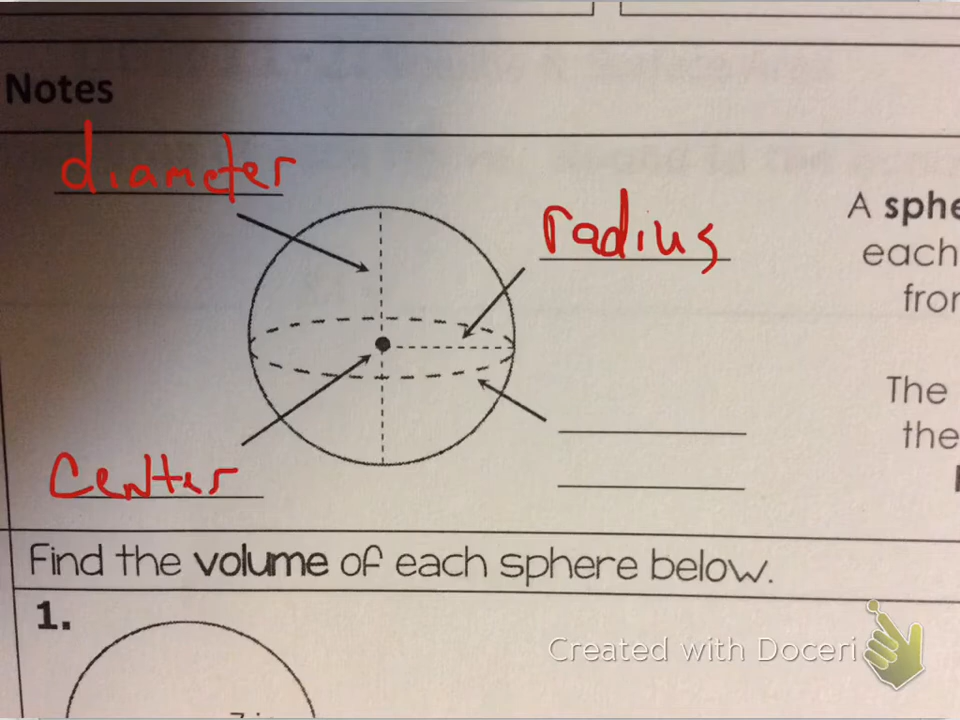 Notes
diameter
radius
A sphe
each
fron
The
the
center
Find the volume of each sphere below.
1.
Created with Doceri